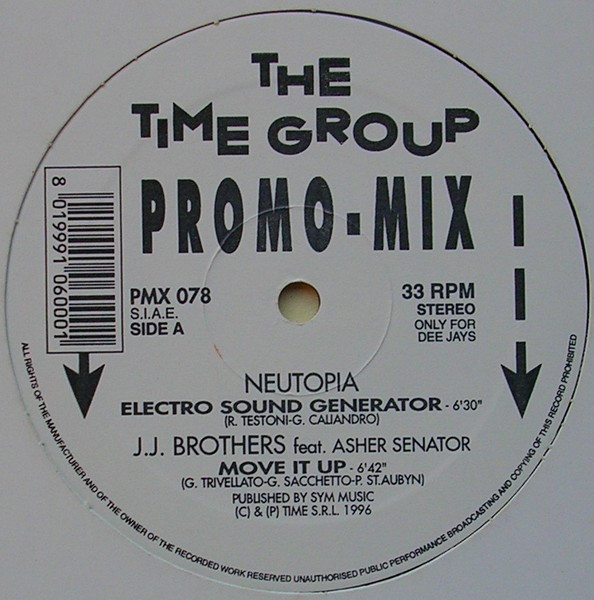 THE
TIME GROUP
PROMO-MIX
8 019991 060001
PMX 078
S.I.A.E.
SIDE A
33 RPM
STEREO
ONLY FOR
DEE JAYS
NEUTOPIA
ELECTRO SOUND GENERATOR - 6'30"
(R. TESTONI-G. CALIANDRO)
J.J. BROTHERS feat. ASHER SENATOR
MOVE IT UP - 6'42"
(G. TRIVELLATO-G. SACCHETTO-P. ST.AUBYN)
PUBLISHED BY SYM MUSIC
(C) & (P) TIME S.R.L. 1996
ALL RIGHTS OF THE MANUFACTURER AND OF THE OWNER OF THE RECORDED WORK RESERVED UNAUTHORISED PUBLIC PERFORMANCE BROADCASTING AND COPYING OF THIS RECORD PROHIBITED